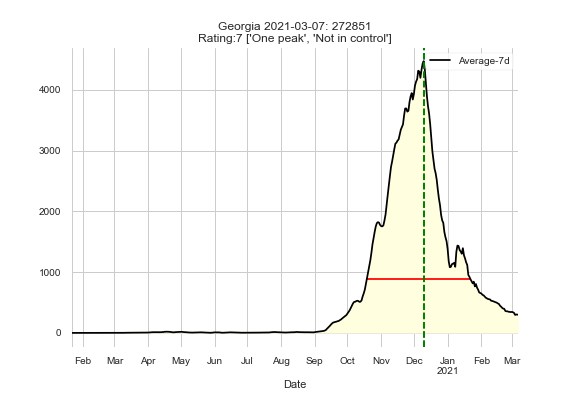 Georgia 2021-03-07: 272851
Rating:7 ['One peak', 'Not in control']
Average-7d
4000
3000
2000
1000
0
Feb Mar Apr May Jun Jul Aug Sep Oct Nov Dec Jan Feb Mar
2021
Date